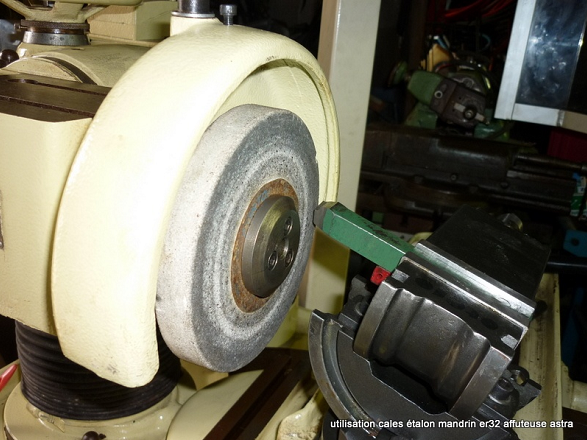 utilisation cales étalon mandrin er32 affuteuse astra